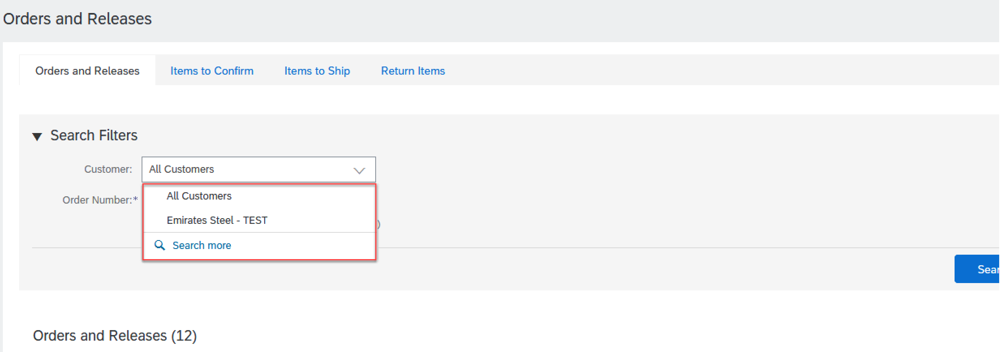 Orders and Releases
Orders and Releases Items to Confirm Items to Ship Return Items
Search Filters
Customer: All Customers
All Customers
Order Number:*
Emirates Steel - TEST
Search more
Sear
Orders and Releases (12)